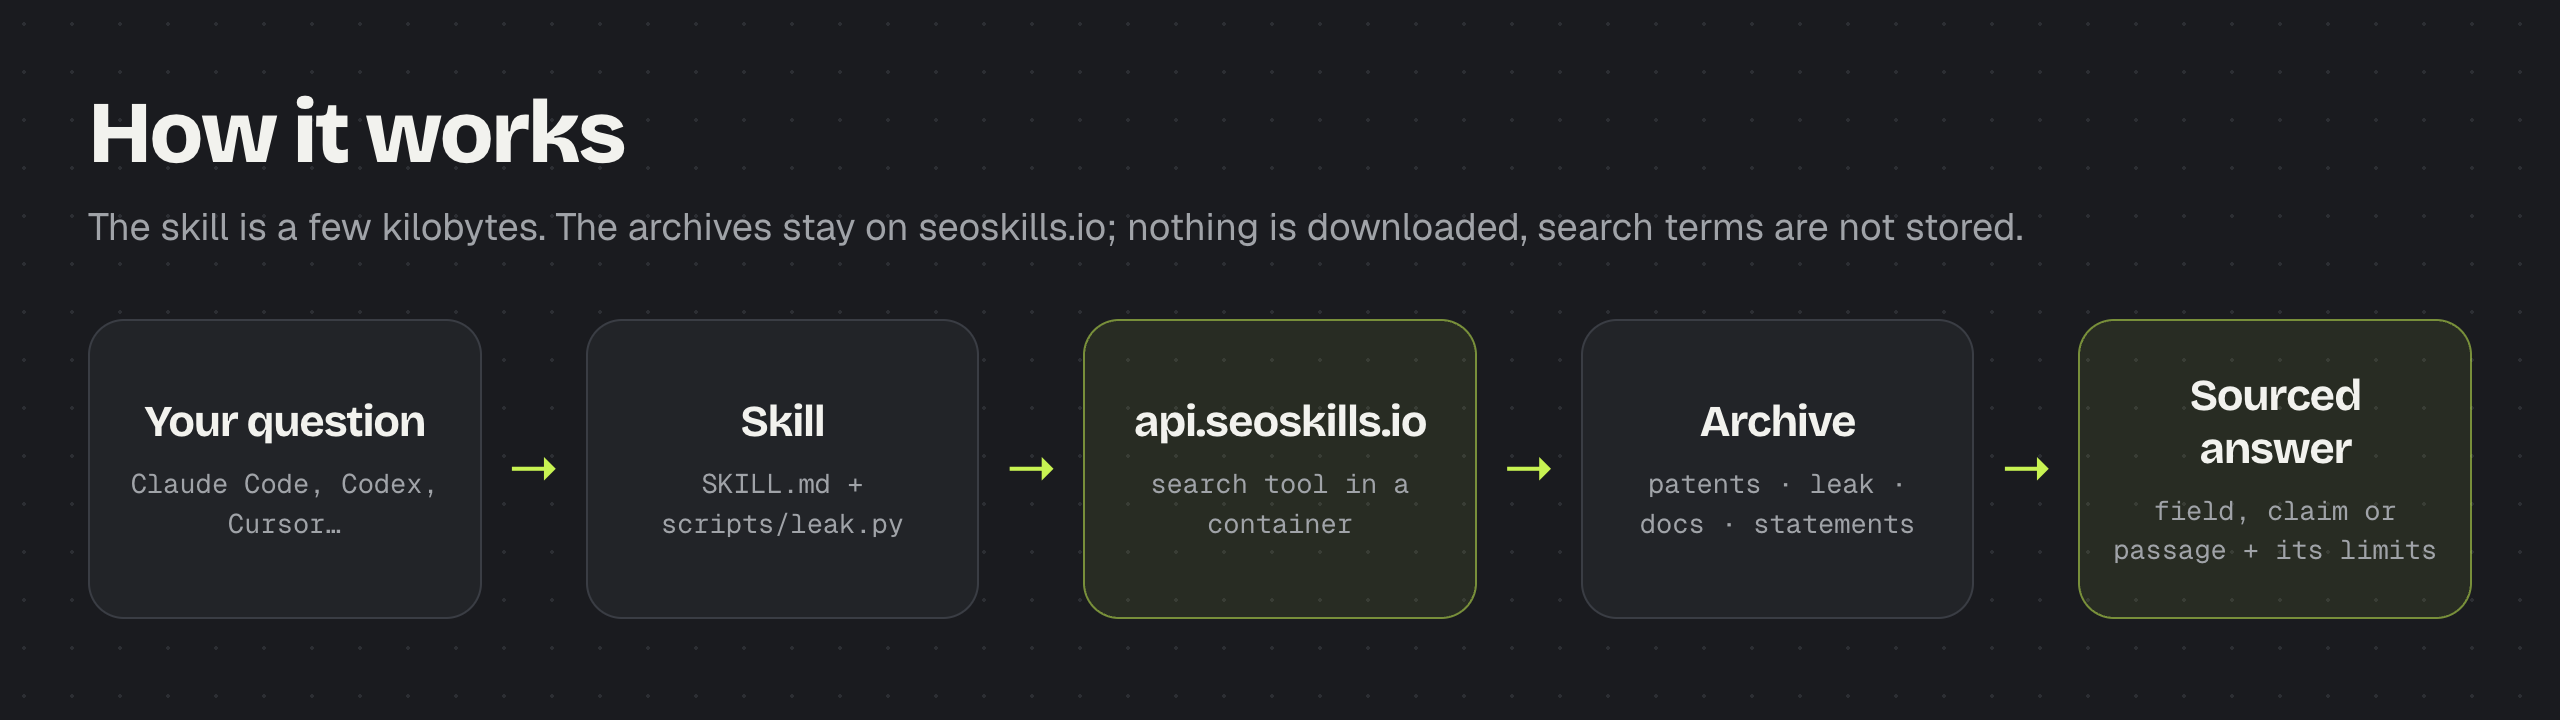 How it works
The skill is a few kilobytes. The archives stay on seoskills.io; nothing is downloaded, search terms are not stored.
Your question
Claude Code, Codex,
Cursor…
Skill
SKILL.md +
scripts/leak.py
api.seoskills.io
search tool in a
container
Archive
patents · leak ·
docs · statements
Sourced
answer
field, claim or
passage + its limits